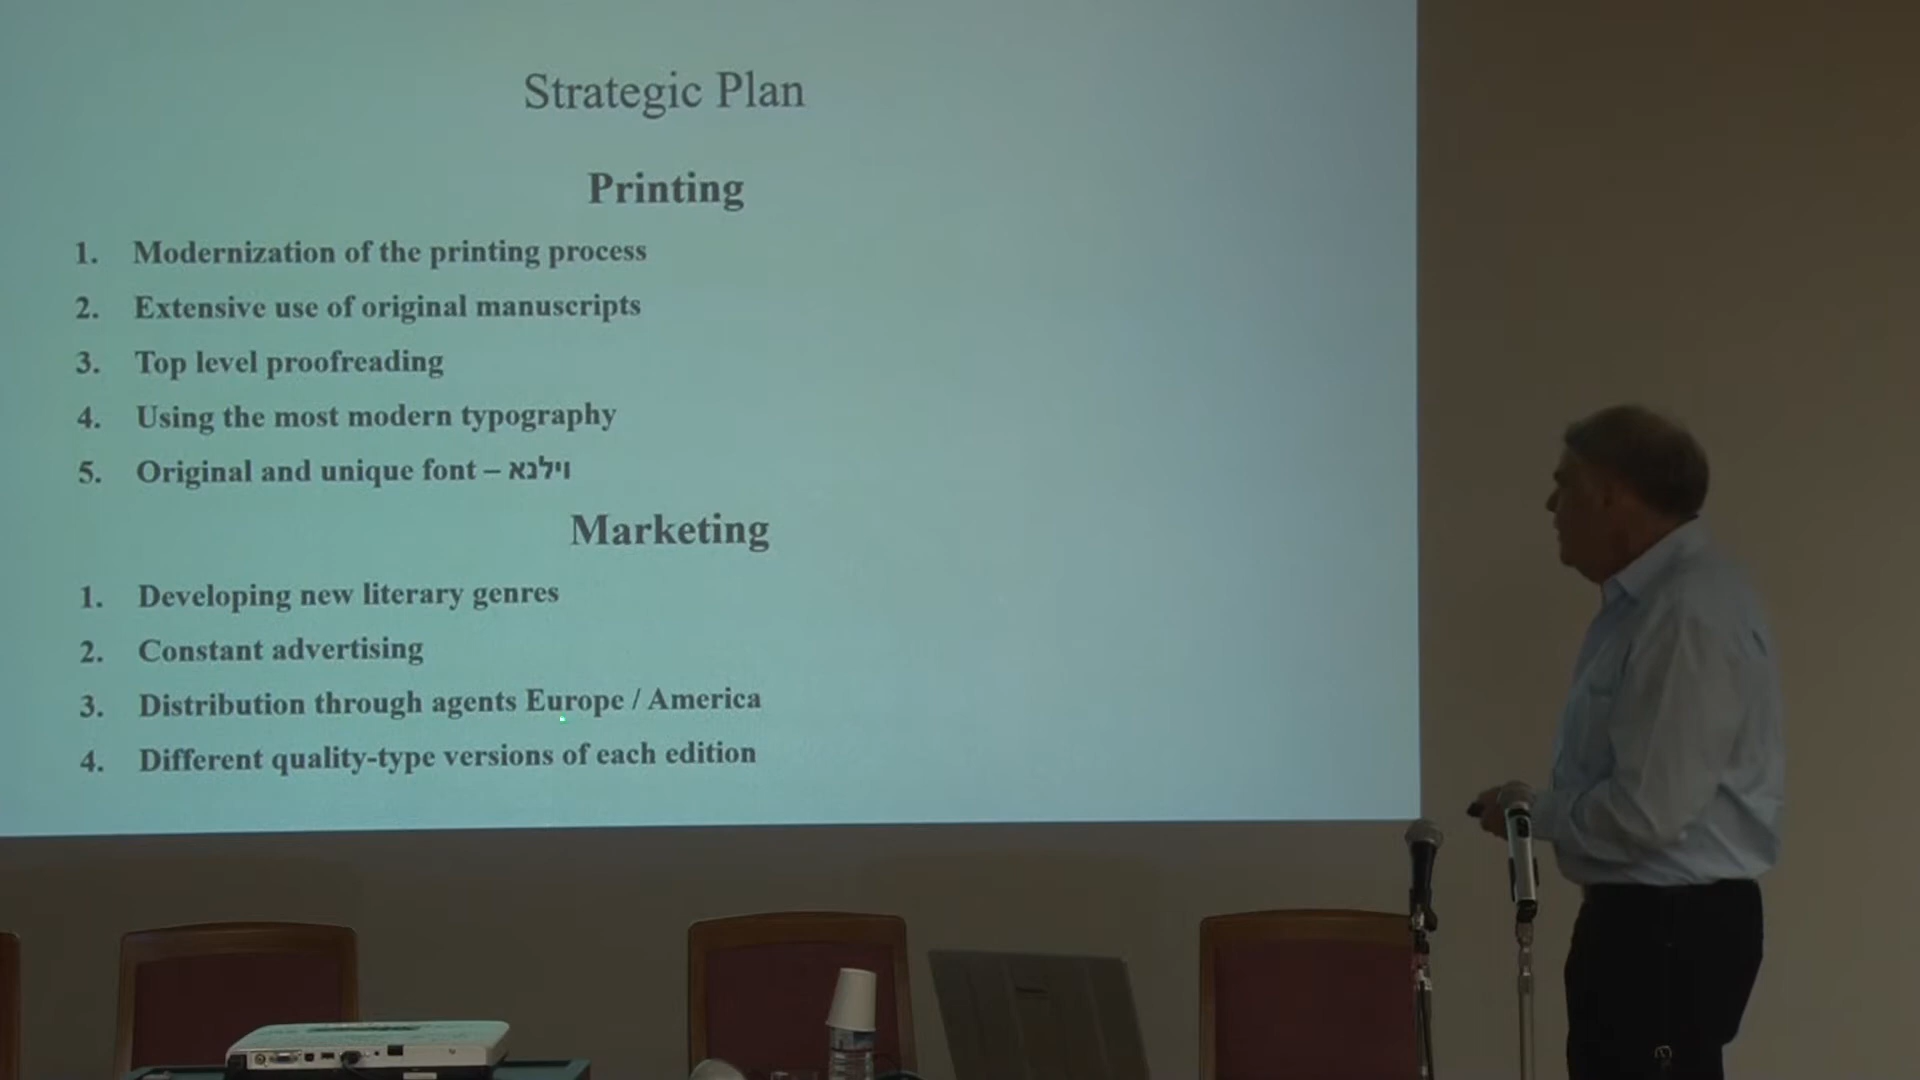 Strategic Plan
Printing
1. Modernization of the printing process
2. Extensive use of original manuscripts
3. Top level proofreading
4. Using the most modern typography
5. Original and unique font – ווילנא
Marketing
1. Developing new literary genres
2. Constant advertising
3. Distribution through agents Europe / America
4. Different quality-type versions of each edition